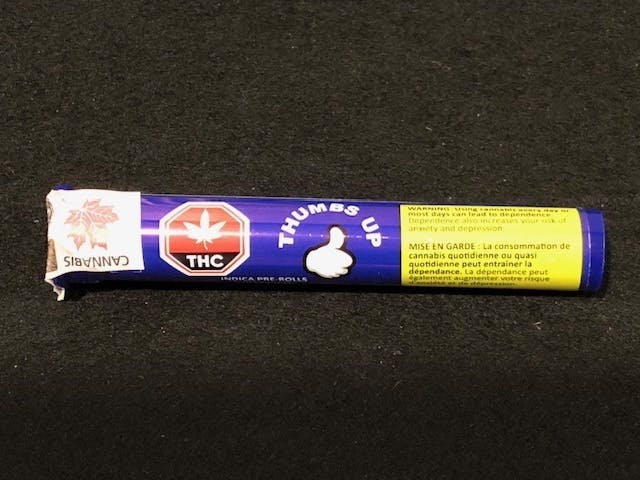 CANNABIS
THC
THUMBS UP
INDICA PRE-ROLLS
WARNING: Using cannabis every day or
most days can lead to dependence.
Dependence also increases your risk of
anxiety and depression.
MISE EN GARDE : La consommation de
cannabis quotidienne ou quasi
quotidienne peut entraîner la
dépendance. La dépendance peut
également augmenter votre risque
d'anxiété et de dépression.